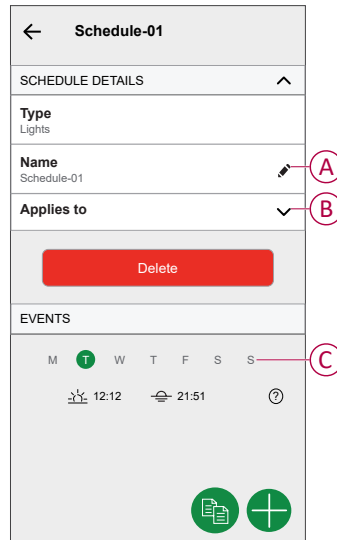 Schedule-01
SCHEDULE DETAILS
Type
Lights
Name
Schedule-01
A
Applies to
B
Delete
EVENTS
M T W T F S S
C
12:12 21:51 ?